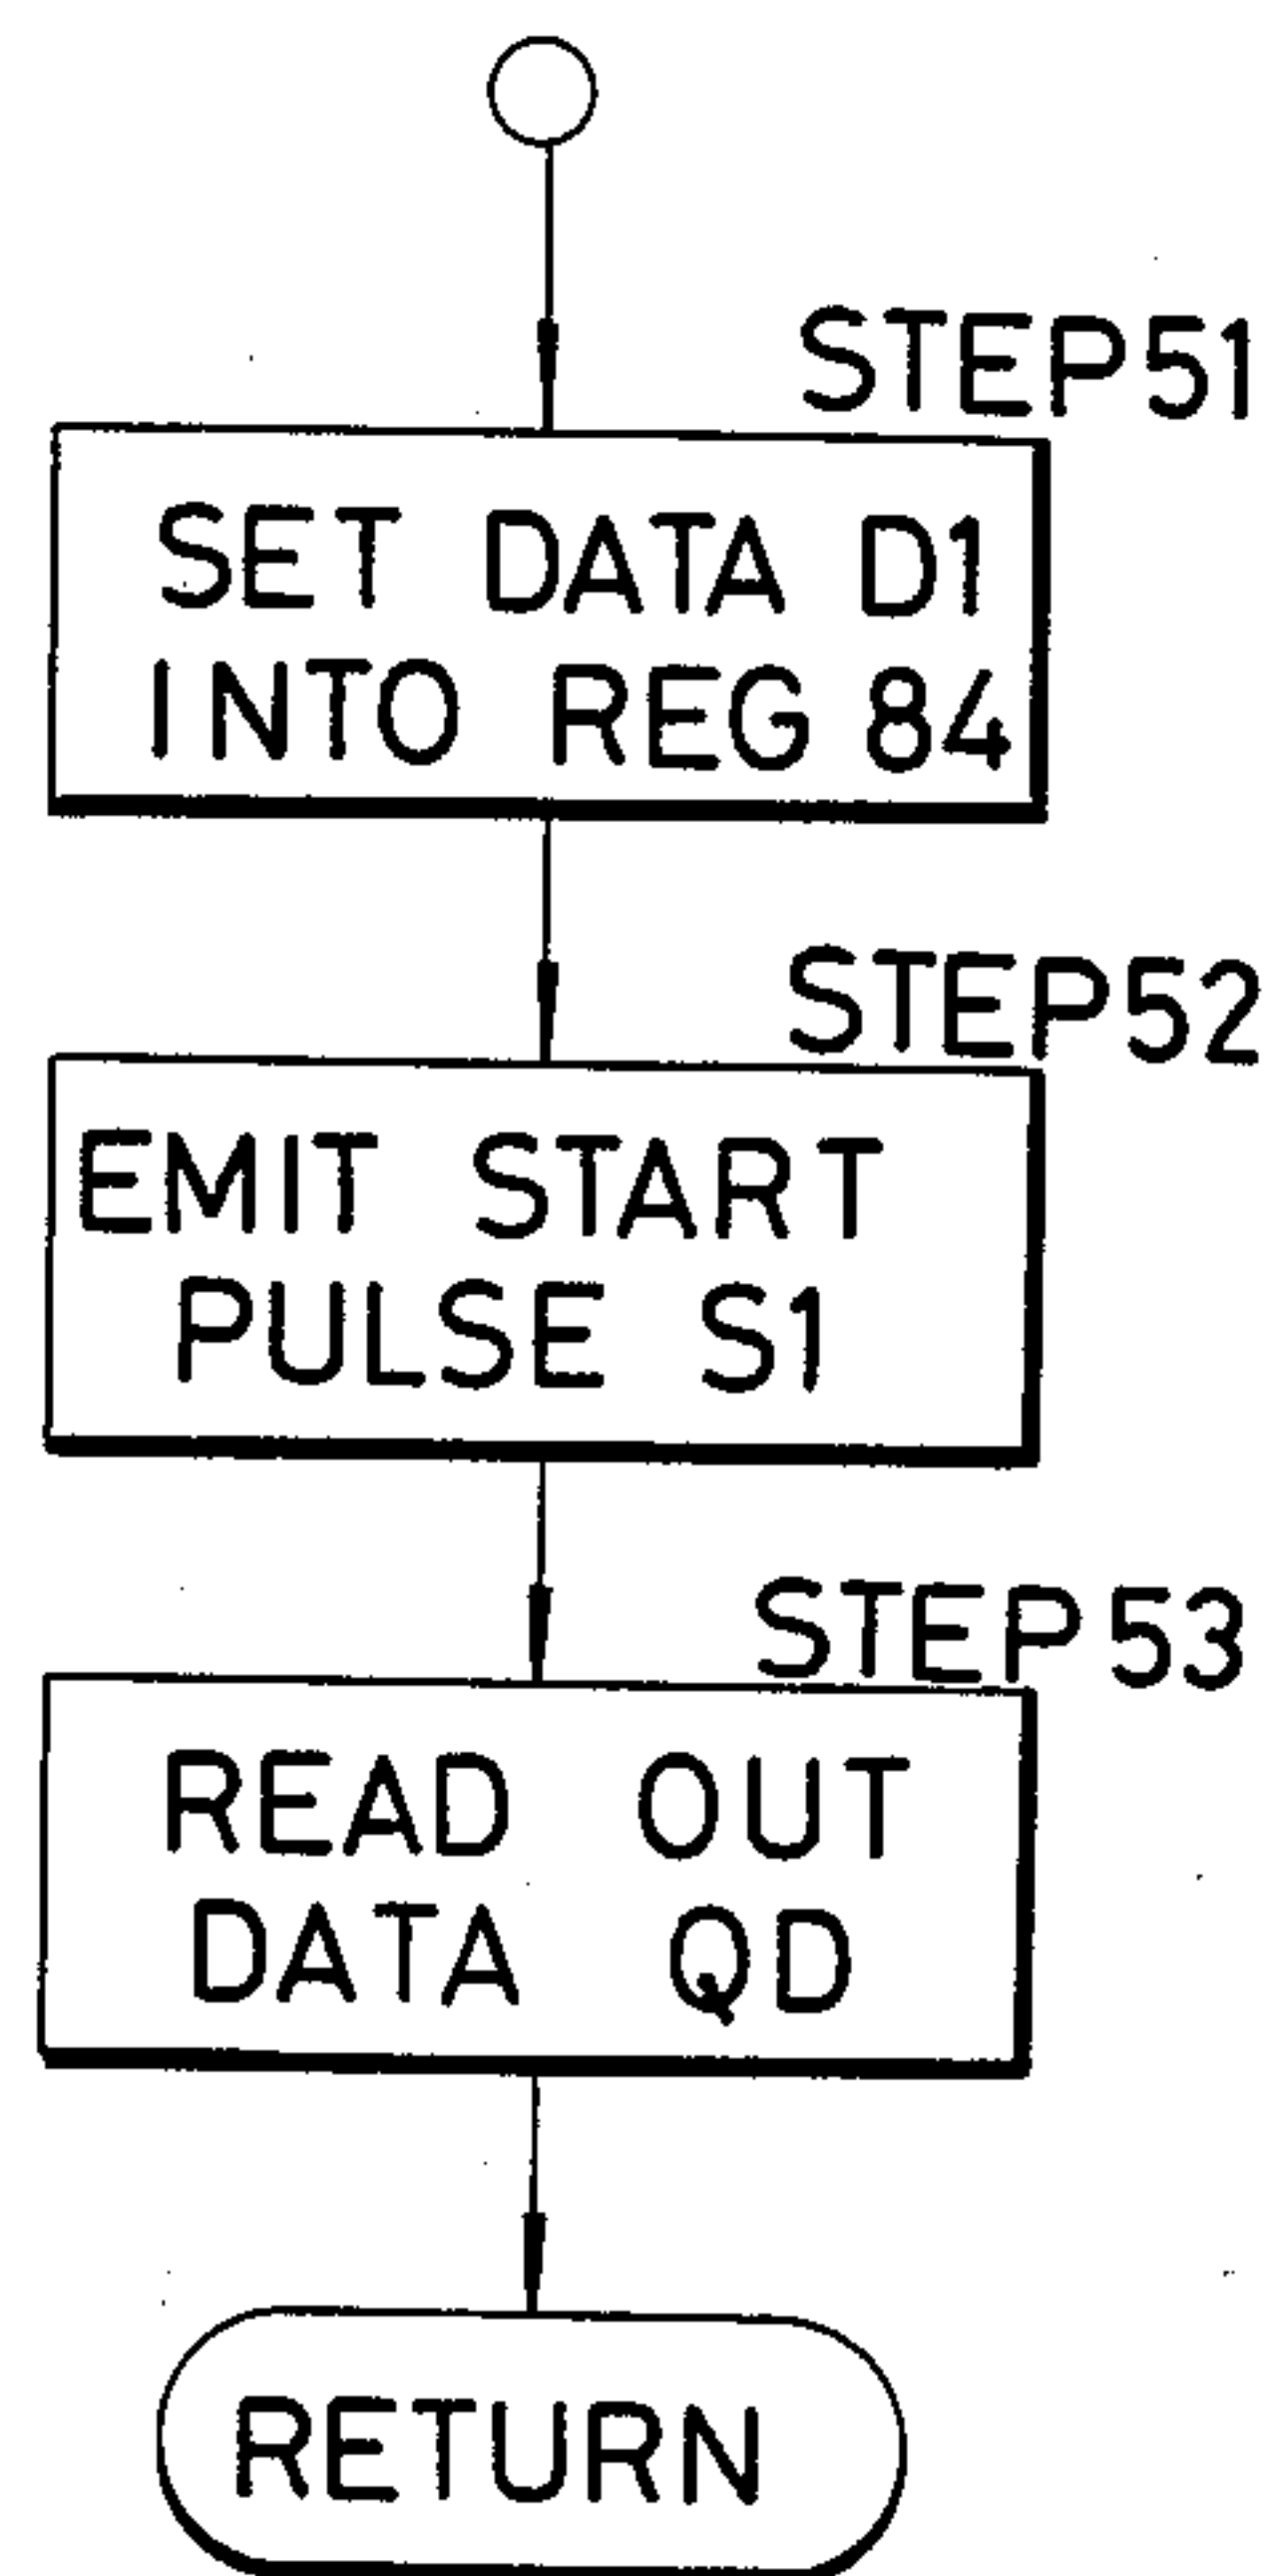 STEP51
SET DATA D1
INTO REG 84
STEP52
EMIT START
PULSE S1
STEP53
READ OUT
DATA QD
RETURN